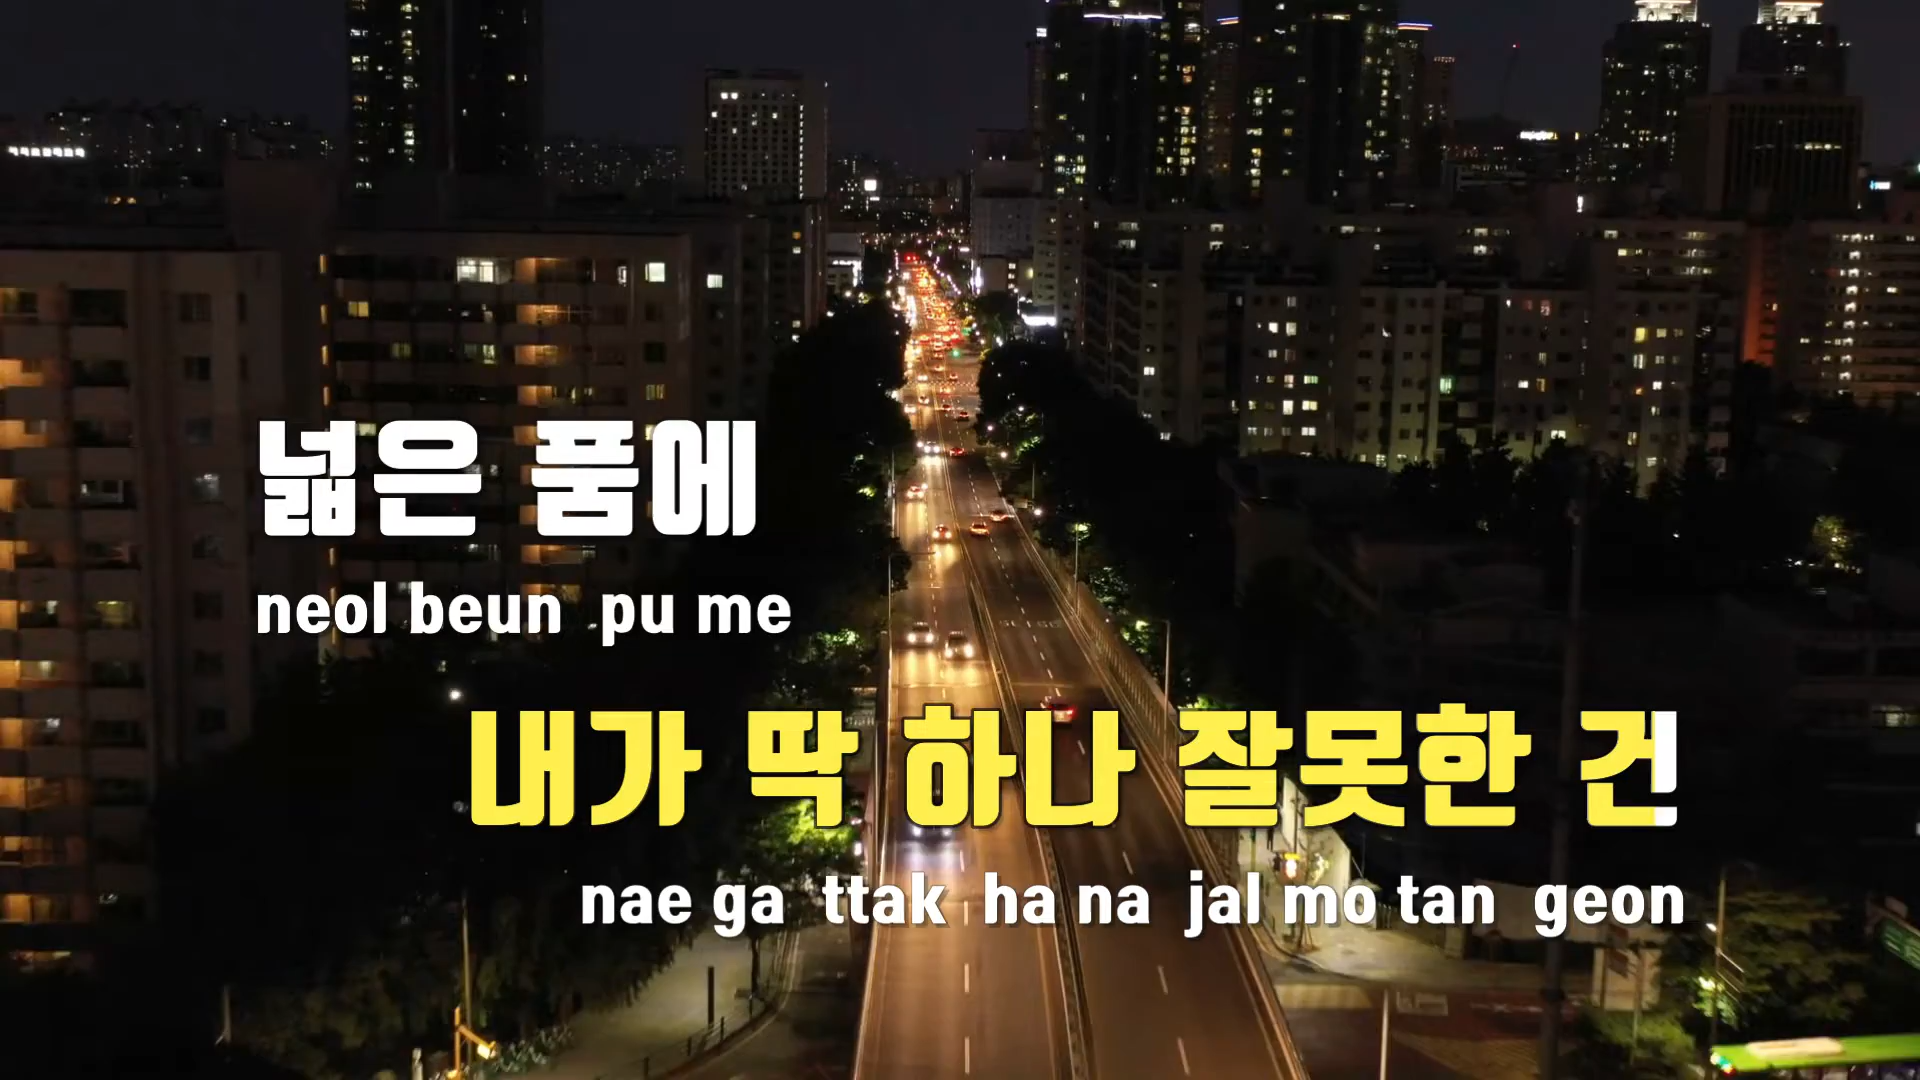 넓은 품에
neol beun pu me
내가 딱 하나 잘못한 건
nae ga ttak ha na jal mo tan geon